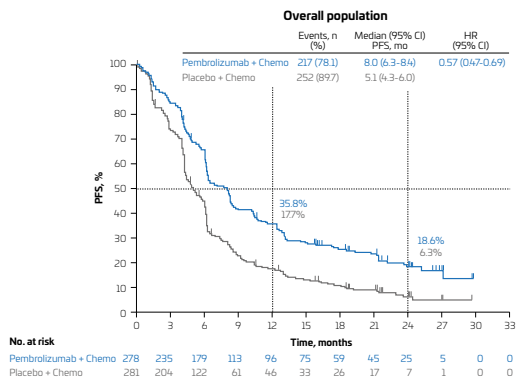 Overall population
Events, n (%) Median (95% CI) PFS, mo HR (95% CI)
Pembrolizumab + Chemo 217 (78.1) 8.0 (6.3–8.4) 0.57 (0.47-0.69)
Placebo + Chemo 252 (89.7) 5.1 (4.3–6.0)
PFS, %
100
90
80
70
60
50
40
30
20
10
0
35.8%
17.7%
18.6%
6.3%
0 3 6 9 12 15 18 21 24 27 30 33
No. at risk Time, months
Pembrolizumab + Chemo 278 235 179 113 96 75 59 45 25 5 0 0
Placebo + Chemo 281 204 122 61 46 33 26 17 7 1 0 0